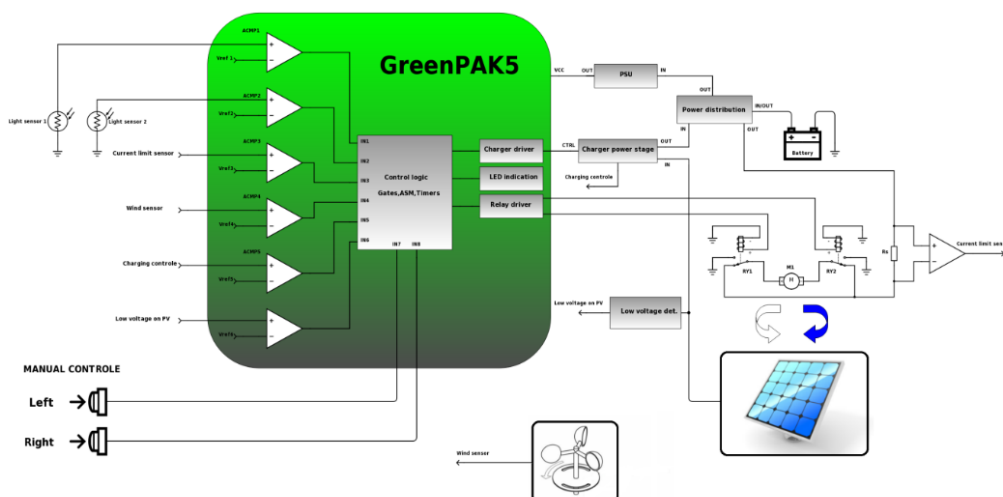 GreenPAK5
ACMP1
+
Vref 1
−
ACMP2
+
Vref2
−
Light sensor 1
Light sensor 2
ACMP3
Current limit sensor
+
Vref3
−
ACMP4
Wind sensor
+
Vref4
−
ACMP5
Charging controle
+
Vref5
−
Low voltage on PV
+
Vref6
−
IN1
IN2
IN3
IN4
IN5
IN6
IN7 IN8
Control logic
Gates,ASM,Timers
Charger driver
LED indication
Relay driver
VCC OUT
PSU
IN
OUT
Power distribution
IN/OUT
IN
OUT
+ −
Battery
CTRL
Charger power stage
OUT
IN
Charging controle
-
+
RY1
M1
M
-
+
RY2
Rs
+
−
Current limit sen
Low voltage on PV
Low voltage det.
MANUAL CONTROLE
Left
Right
Wind sensor